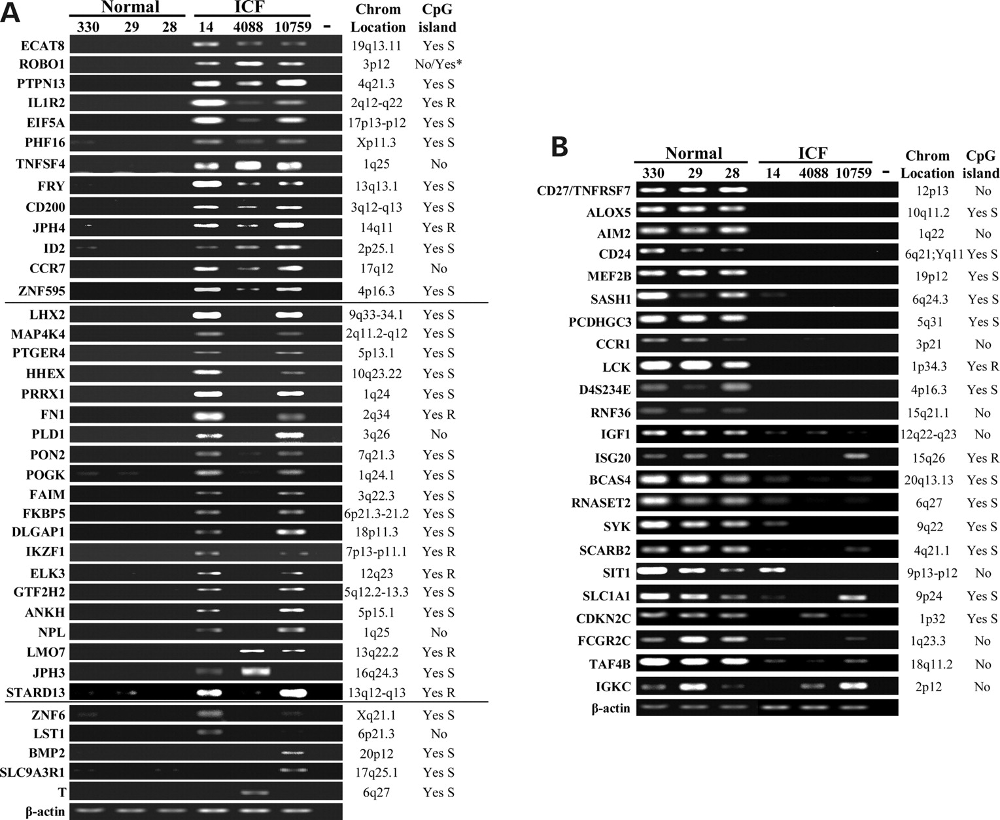 A
Normal ICF Chrom CpG
330 29 28 14 4088 10759 - Location island
ECAT8 19q13.11 Yes S
ROBO1 3p12 No/Yes*
PTPN13 4q21.3 Yes S
IL1R2 2q12-q22 Yes R
EIF5A 17p13-p12 Yes S
PHF16 Xp11.3 Yes S
TNFSF4 1q25 No
FRY 13q13.1 Yes S
CD200 3q12-q13 Yes S
JPH4 14q11 Yes R
ID2 2p25.1 Yes S
CCR7 17q12 No
ZNF595 4p16.3 Yes S
LHX2 9q33-34.1 Yes S
MAP4K4 2q11.2-q12 Yes S
PTGER4 5p13.1 Yes S
HHEX 10q23.22 Yes S
PRRX1 1q24 Yes S
FN1 2q34 Yes R
PLD1 3q26 No
PON2 7q21.3 Yes S
POGK 1q24.1 Yes S
FAIM 3q22.3 Yes S
FKBP5 6p21.3-21.2 Yes S
DLGAP1 18p11.3 Yes S
IKZF1 7p13-p11.1 Yes R
ELK3 12q23 Yes R
GTF2H2 5q12.2-13.3 Yes S
ANKH 5p15.1 Yes S
NPL 1q25 No
LMO7 13q22.2 Yes R
JPH3 16q24.3 Yes S
STARD13 13q12-q13 Yes R
ZNF6 Xq21.1 Yes S
LST1 6p21.3 No
BMP2 20p12 Yes S
SLC9A3R1 17q25.1 Yes S
T 6q27 Yes S
β-actin
B
Normal ICF Chrom CpG
330 29 28 14 4088 10759 - Location island
CD27/TNFRSF7 12p13 No
ALOX5 10q11.2 Yes S
AIM2 1q22 No
CD24 6q21;Yq11 Yes S
MEF2B 19p12 Yes S
SASH1 6q24.3 Yes S
PCDHGC3 5q31 Yes S
CCR1 3p21 No
LCK 1p34.3 Yes R
D4S234E 4p16.3 Yes S
RNF36 15q21.1 No
IGF1 12q22-q23 No
ISG20 15q26 Yes R
BCAS4 20q13.13 Yes S
RNASET2 6q27 Yes S
SYK 9q22 Yes S
SCARB2 4q21.1 Yes S
SIT1 9p13-p12 No
SLC1A1 9p24 Yes S
CDKN2C 1p32 Yes S
FCGR2C 1q23.3 No
TAF4B 18q11.2 No
IGKC 2p12 No
β-actin